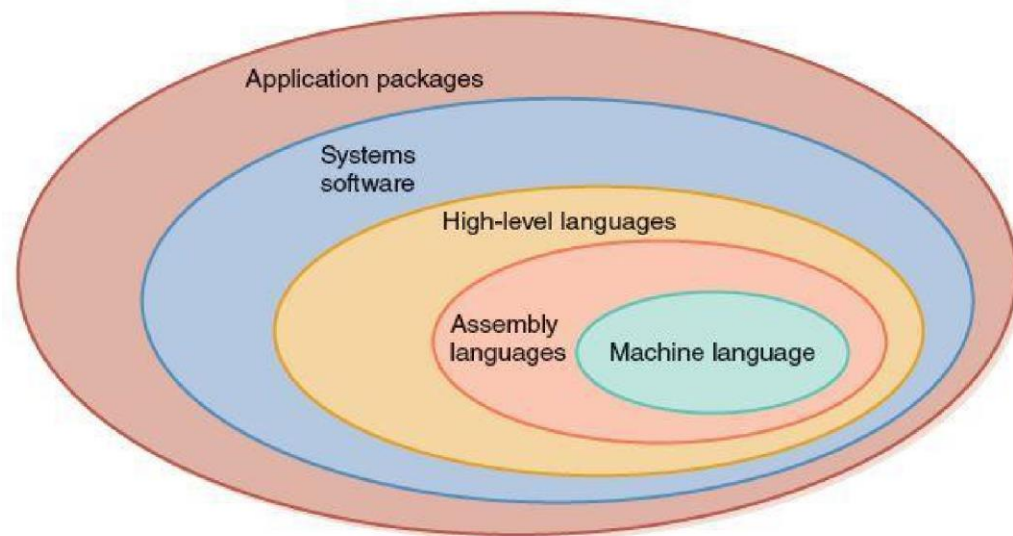 Application packages
Systems
software
High-level languages
Assembly
languages
Machine language